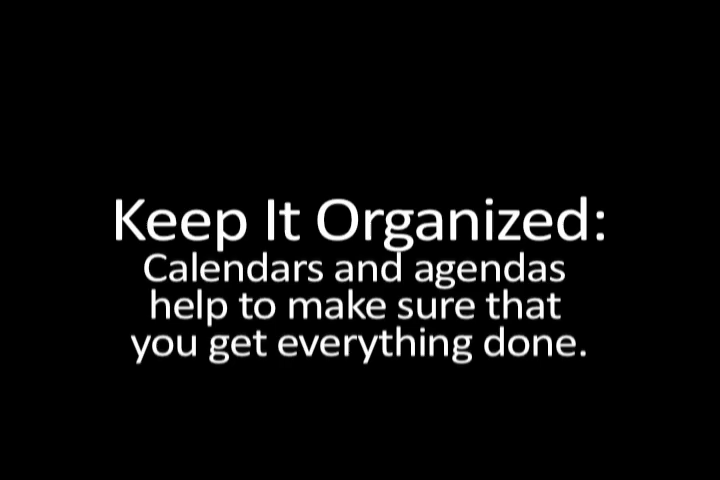 Keep It Organized:
Calendars and agendas
help to make sure that
you get everything done.